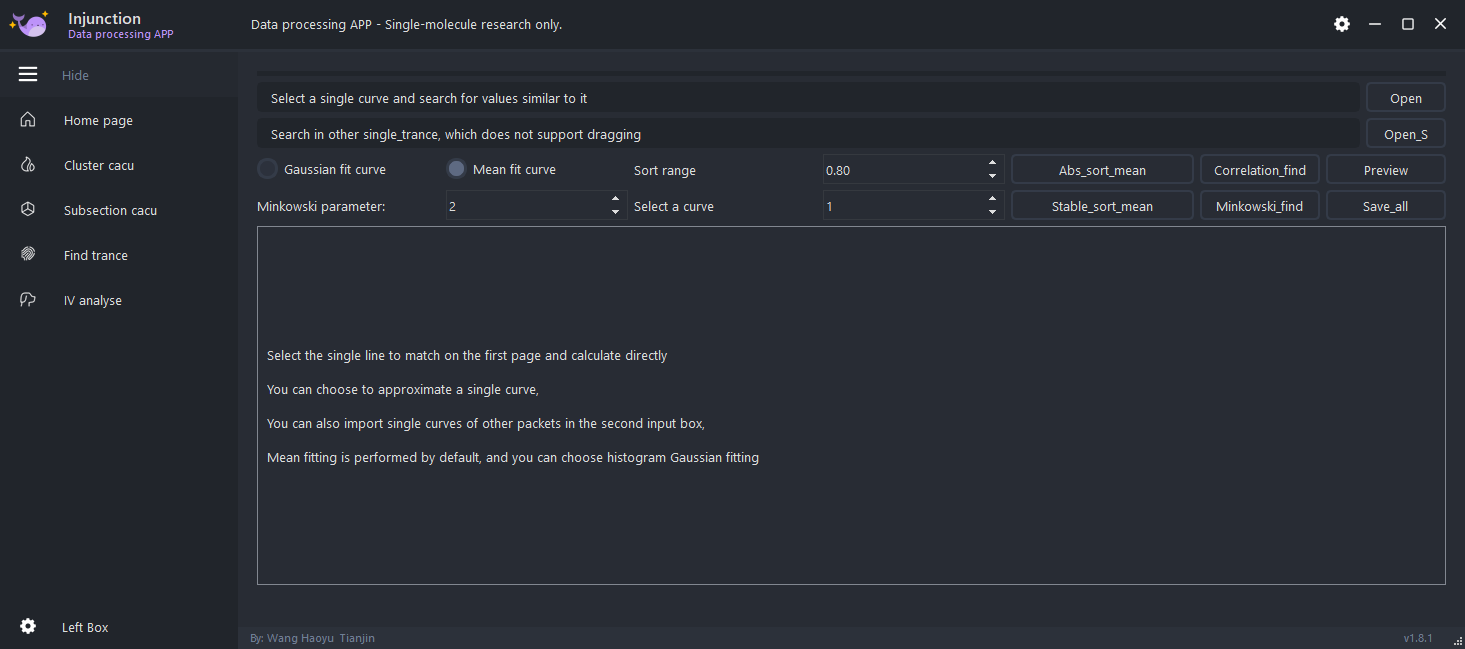 Injunction
Data processing APP
Data processing APP - Single-molecule research only.
Hide
Home page
Cluster cacu
Subsection cacu
Find trance
IV analyse
Left Box
Select a single curve and search for values similar to it
Open
Search in other single_trance, which does not support dragging
Open_S
Gaussian fit curve
Mean fit curve
Sort range
0.80
Abs_sort_mean
Correlation_find
Preview
Minkowski parameter:
2
Select a curve
1
Stable_sort_mean
Minkowski_find
Save_all
Select the single line to match on the first page and calculate directly
You can choose to approximate a single curve,
You can also import single curves of other packets in the second input box,
Mean fitting is performed by default, and you can choose histogram Gaussian fitting
By: Wang Haoyu Tianjin
v1.8.1